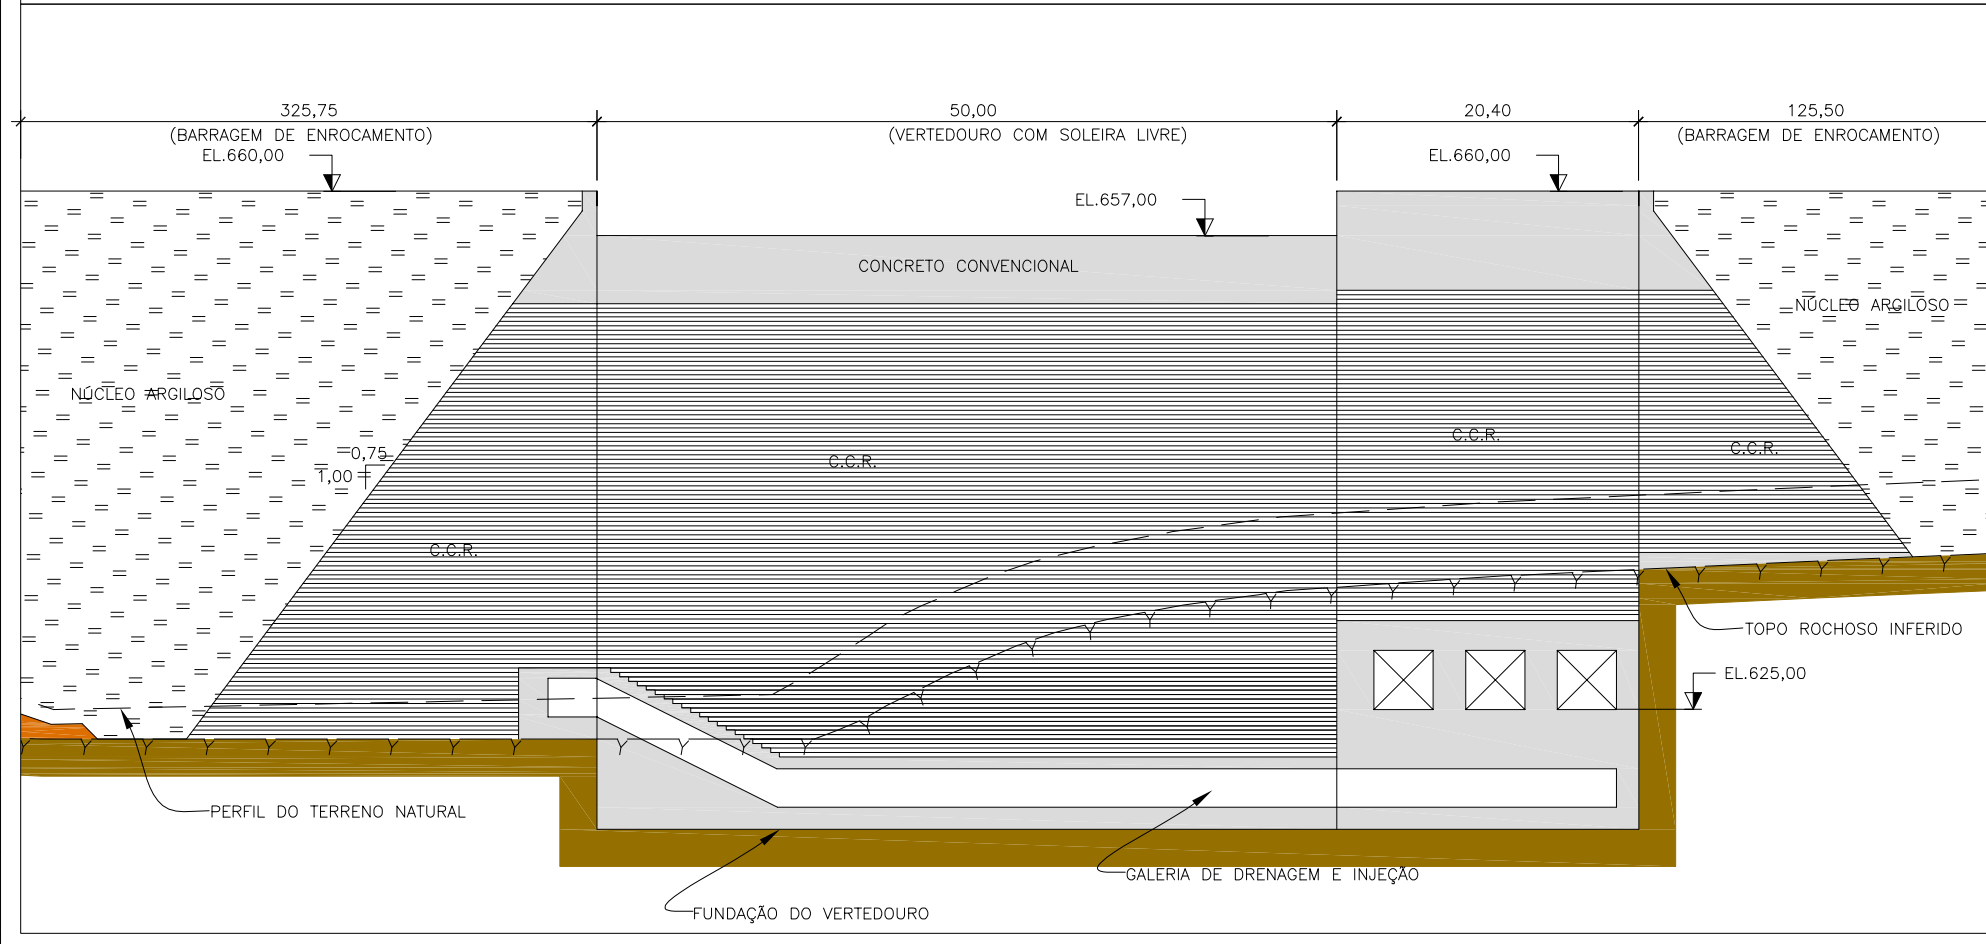 325,75
50,00
20,40
125,50
(BARRAGEM DE ENROCAMENTO)
(VERTEDOURO COM SOLEIRA LIVRE)
(BARRAGEM DE ENROCAMENTO)
EL.660,00
EL.660,00
EL.657,00
CONCRETO CONVENCIONAL
NÚCLEO ARGILOSO
NÚCLEO ARGILOSO
C.C.R.
C.C.R.
C.C.R.
0,75
1,00
C.C.R.
TOPO ROCHOSO INFERIDO
EL.625,00
PERFIL DO TERRENO NATURAL
GALERIA DE DRENAGEM E INJEÇÃO
FUNDAÇÃO DO VERTEDOURO